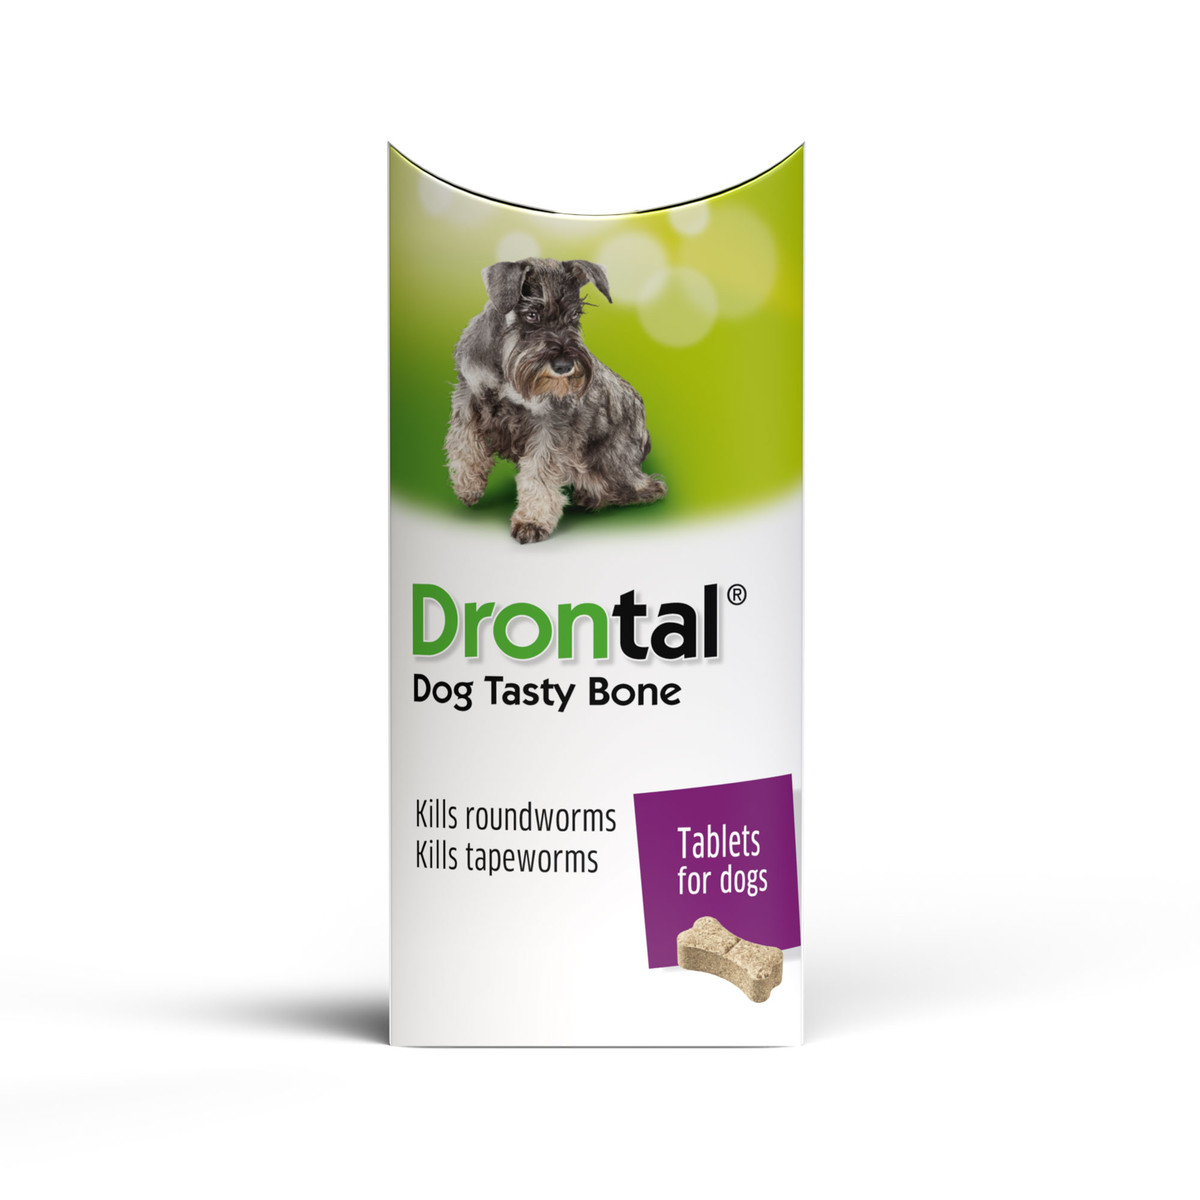 Drontal®
Dog Tasty Bone
Kills roundworms
Kills tapeworms
Tablets
for dogs